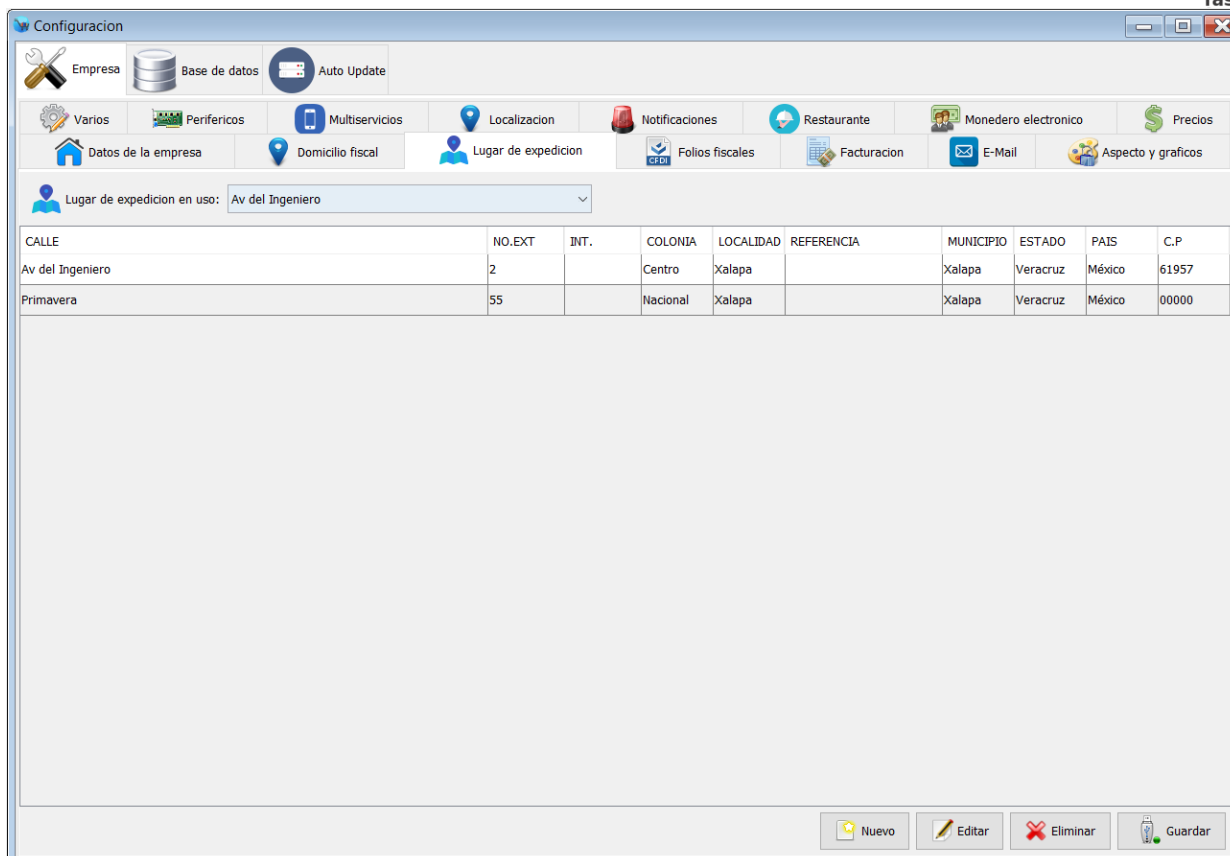 Configuracion
Empresa Base de datos Auto Update
Varios Perifericos Multiservicios Localizacion Notificaciones Restaurante Monedero electronico Precios
Datos de la empresa Domicilio fiscal Lugar de expedicion CFDI Folios fiscales Facturacion E-Mail Aspecto y graficos
Lugar de expedicion en uso: Av del Ingeniero
CALLE NO.EXT INT. COLONIA LOCALIDAD REFERENCIA MUNICIPIO ESTADO PAIS C.P
Av del Ingeniero 2 Centro Xalapa Xalapa Veracruz México 61957
Primavera 55 Nacional Xalapa Xalapa Veracruz México 00000
Nuevo Editar Eliminar Guardar